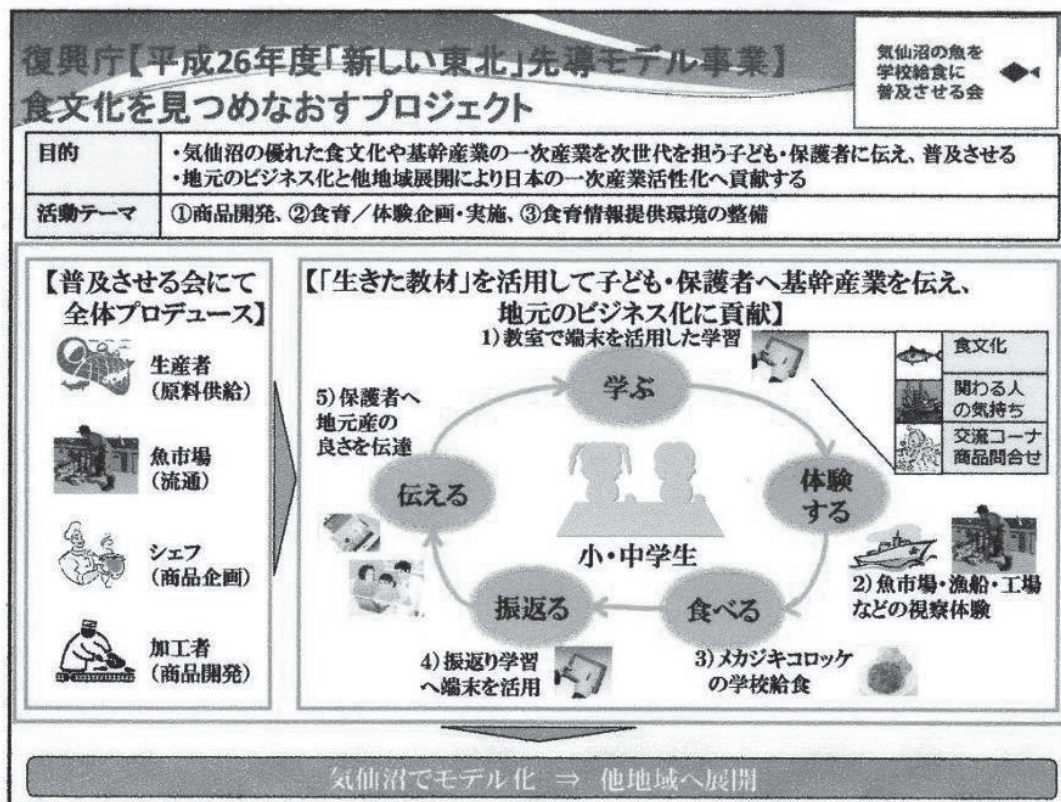 復興庁【平成26年度「新しい東北」先導モデル事業】
食文化を見つめなおすプロジェクト
気仙沼の魚を
学校給食に
普及させる会
目的
・気仙沼の優れた食文化や基幹産業の一次産業を次世代を担う子ども・保護者に伝え、普及させる
・地元のビジネス化と他地域展開により日本の一次産業活性化へ貢献する
活動テーマ
①商品開発、②食育／体験企画・実施、③食育情報提供環境の整備
【普及させる会にて
全体プロデュース】
生産者
（原料供給）
魚市場
（流通）
シェフ
（商品企画）
加工者
（商品開発）
【「生きた教材」を活用して子ども・保護者へ基幹産業を伝え、
地元のビジネス化に貢献】
1）教室で端末を活用した学習
学ぶ
食文化
関わる人
の気持ち
交流コーナ
商品問合せ
体験
する
2）魚市場・漁船・工場
などの視察体験
食べる
3）メカジキコロッケ
の学校給食
振返る
4）振返り学習
へ端末を活用
伝える
5）保護者へ
地元産の
良さを伝達
小・中学生
気仙沼でモデル化 ⇒ 他地域へ展開